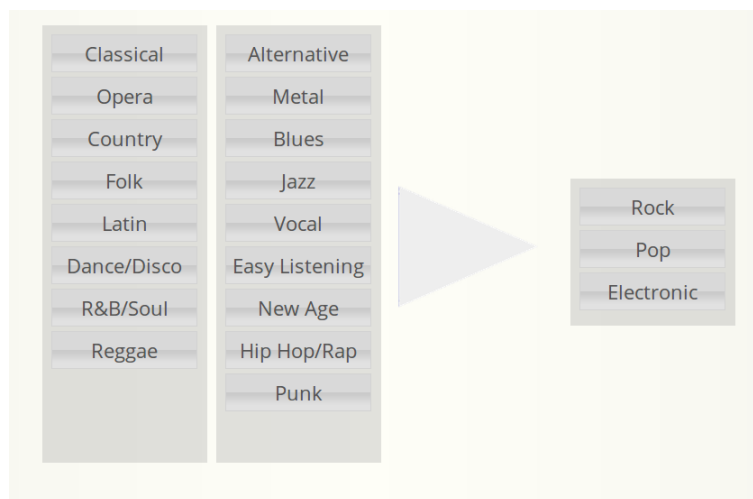 Classical
Opera
Country
Folk
Latin
Dance/Disco
R&B/Soul
Reggae
Alternative
Metal
Blues
Jazz
Vocal
Easy Listening
New Age
Hip Hop/Rap
Punk
Rock
Pop
Electronic